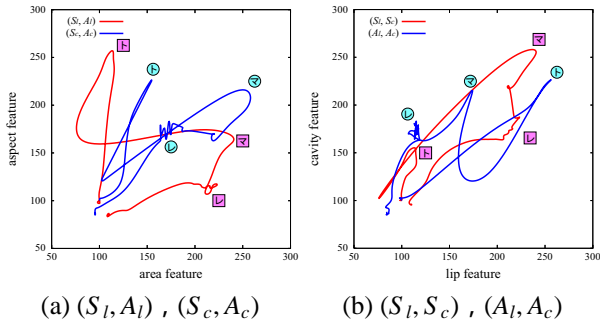 (Sl, Al)
(Sc, Ac)
ト
ト
マ
レ
マ
レ
300
250
200
150
100
50
50 100 150 200 250 300
aspect feature
area feature
(a) (Sl, Al) , (Sc, Ac)
(Sl, Sc)
(Al, Ac)
マ
マ
ト
レ
ト
レ
300
250
200
150
100
50
50 100 150 200 250 300
cavity feature
lip feature
(b) (Sl, Sc) , (Al, Ac)